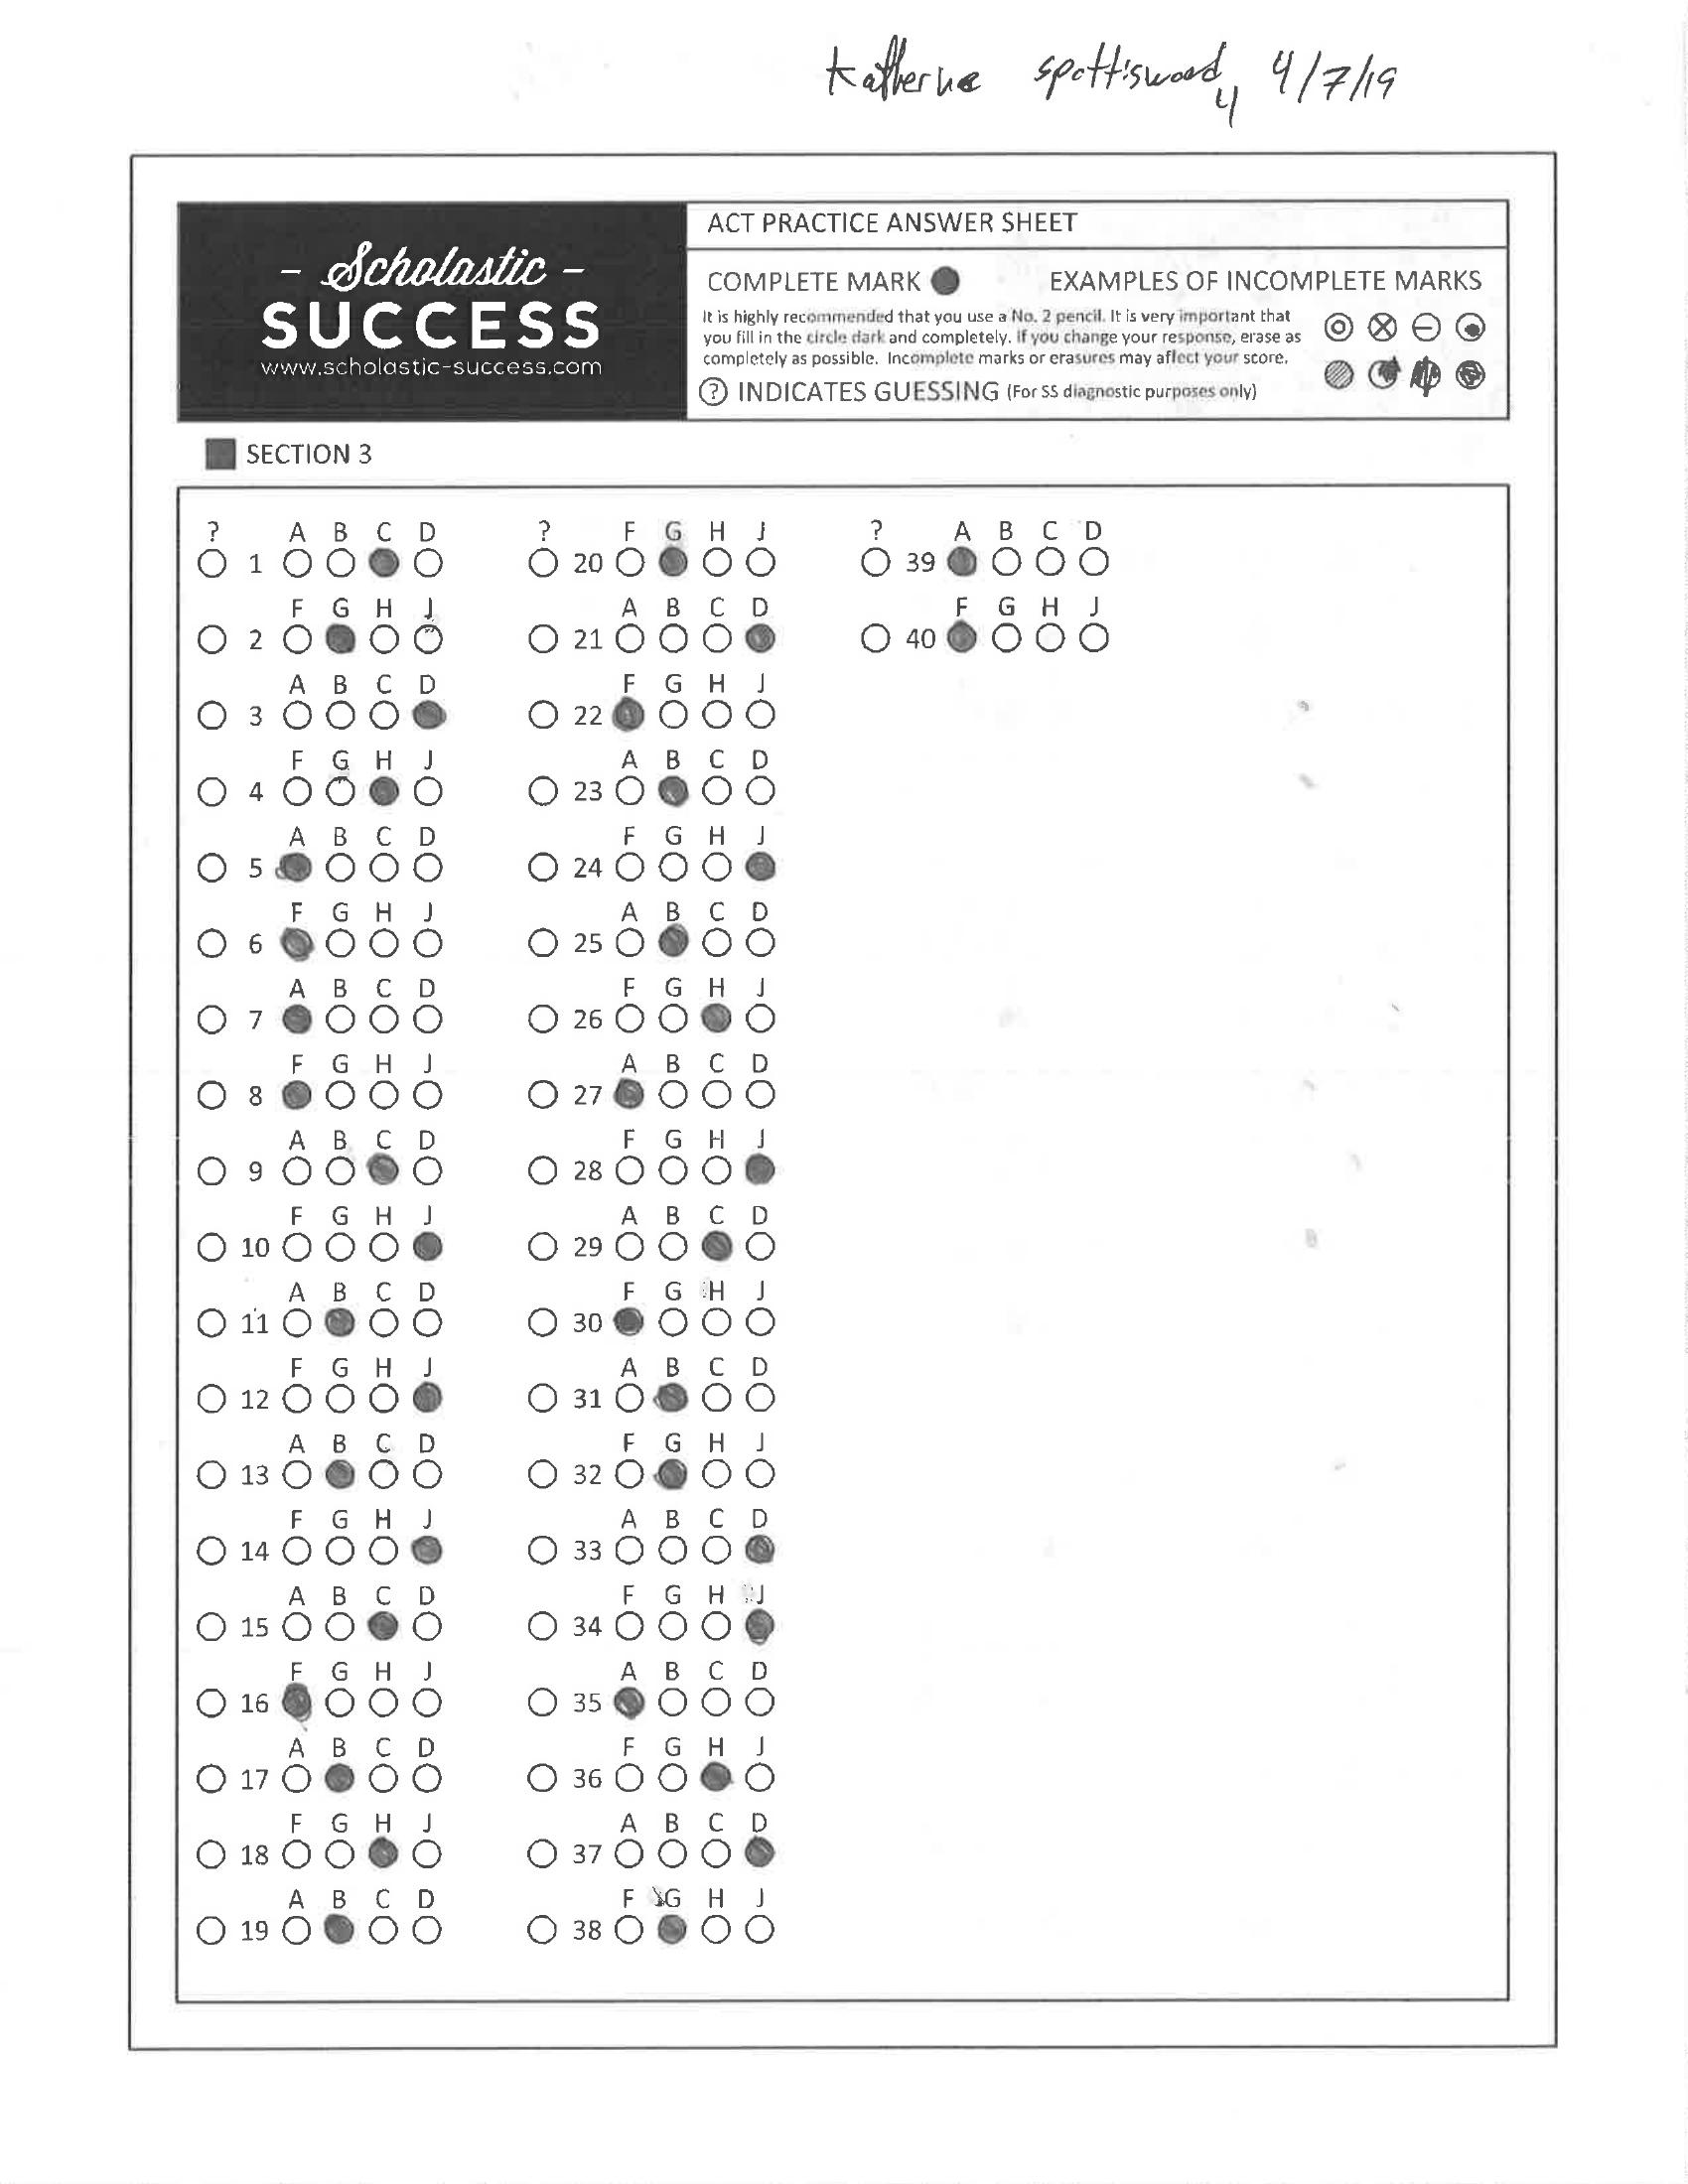 Katherine spottiswood, 4/7/19
4
- Scholastic -
SUCCESS
www.scholastic-success.com
ACT PRACTICE ANSWER SHEET
COMPLETE MARK EXAMPLES OF INCOMPLETE MARKS
It is highly recommended that you use a No. 2 pencil. It is very important that
you fill in the circle dark and completely. If you change your response, erase as
completely as possible. Incomplete marks or erasures may affect your score.
? INDICATES GUESSING (For SS diagnostic purposes only)
SECTION 3
? A B C D
1
F G H J
2
A B C D
3
F G H J
4
A B C D
5
F G H J
6
A B C D
7
F G H J
8
A B C D
9
F G H J
10
A B C D
11
F G H J
12
A B C D
13
F G H J
14
A B C D
15
F G H J
16
A B C D
17
F G H J
18
A B C D
19
? F G H J
20
A B C D
21
F G H J
22
A B C D
23
F G H J
24
A B C D
25
F G H J
26
A B C D
27
F G H J
28
A B C D
29
F G H J
30
A B C D
31
F G H J
32
A B C D
33
F G H J
34
A B C D
35
F G H J
36
A B C D
37
F G H J
38
? A B C D
39
F G H J
40